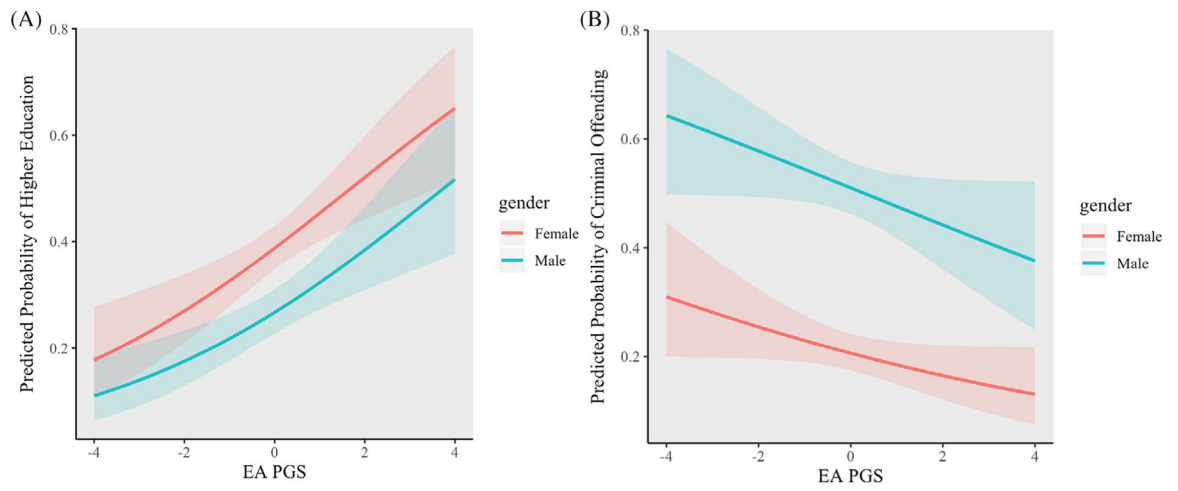 (A)
Predicted Probability of Higher Education
0.8
0.6
0.4
0.2
-4
-2
0
2
4
EA PGS
gender
Female
Male
(B)
Predicted Probability of Criminal Offending
0.8
0.6
0.4
0.2
-4
-2
0
2
4
EA PGS
gender
Female
Male